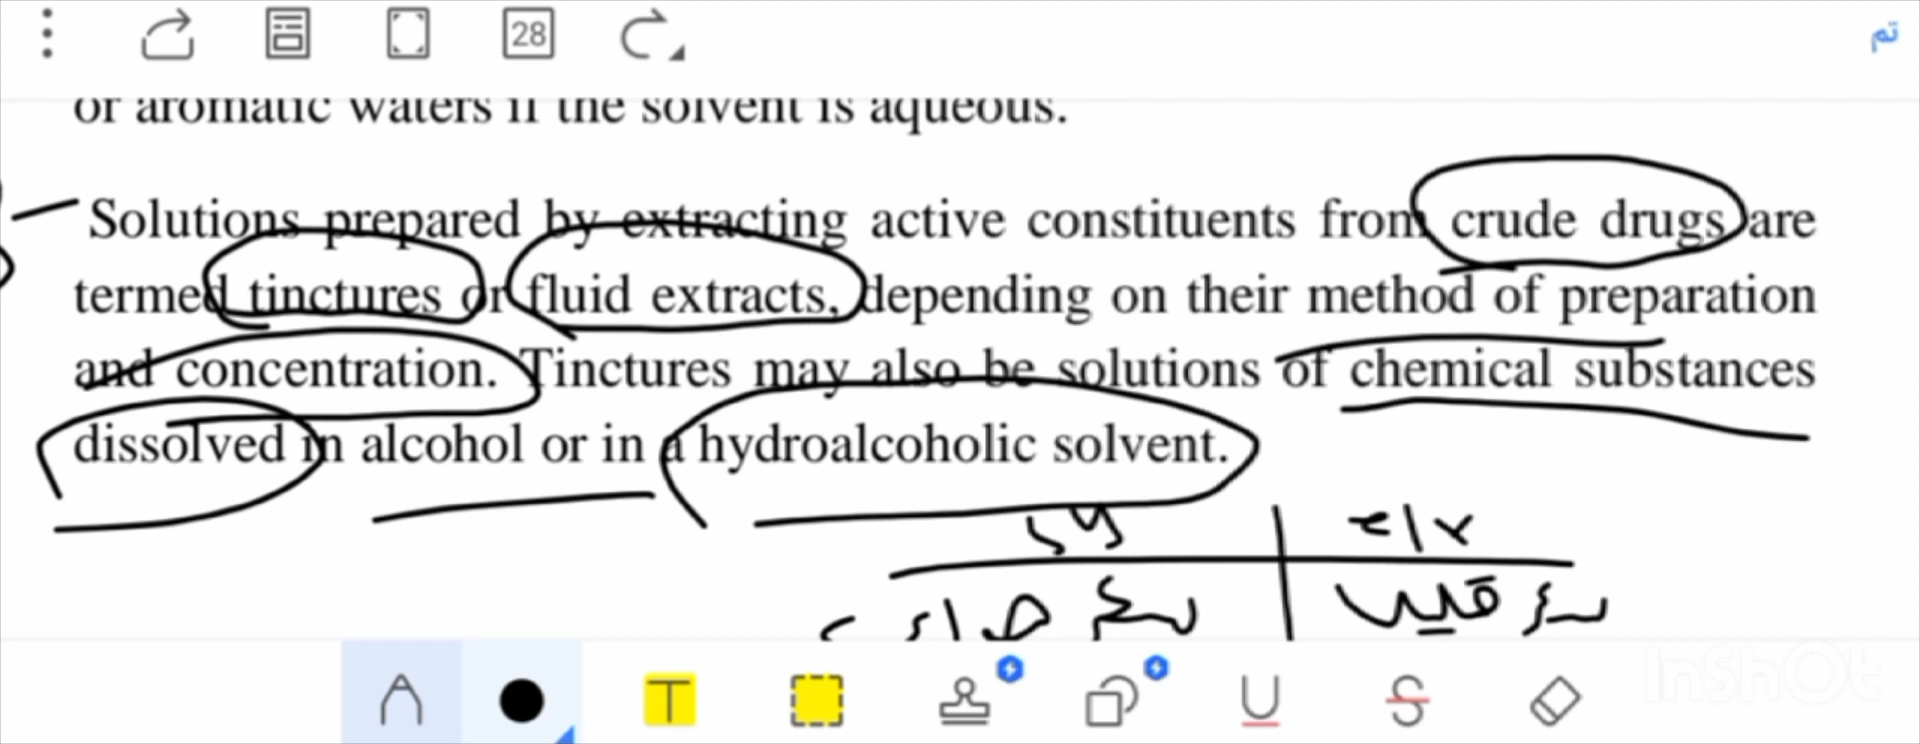 28
تم
or aromatic waters if the solvent is aqueous.
Solutions prepared by extracting active constituents from crude drugs are
termed tinctures or fluid extracts, depending on their method of preparation
and concentration. Tinctures may also be solutions of chemical substances
dissolved in alcohol or in a hydroalcoholic solvent.
InShOt